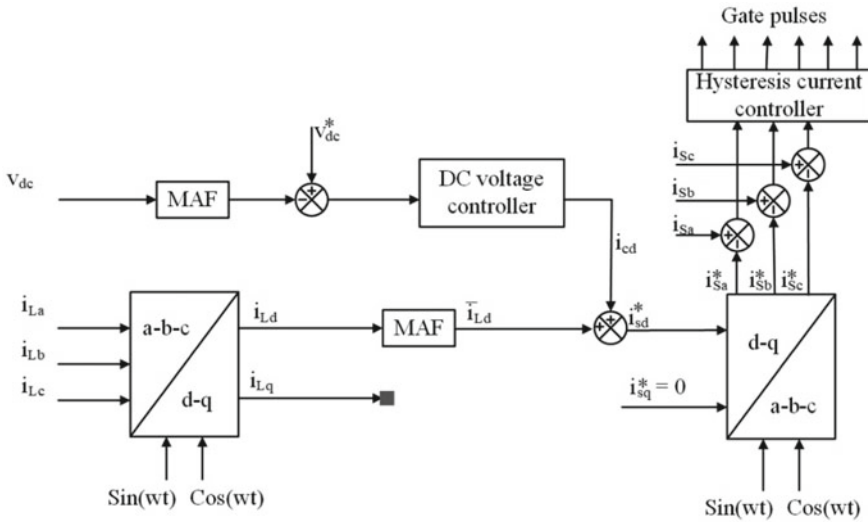 Gate pulses
Hysteresis current
controller
v*dc
vdc
MAF
DC voltage
controller
icd
iSc
iSb
iSa
i*Sa i*Sb i*Sc
iLa
iLb
iLc
a-b-c
d-q
iLd
MAF
īLd
i*sd
iLq
i*sq = 0
d-q
a-b-c
Sin(wt) Cos(wt)
Sin(wt) Cos(wt)